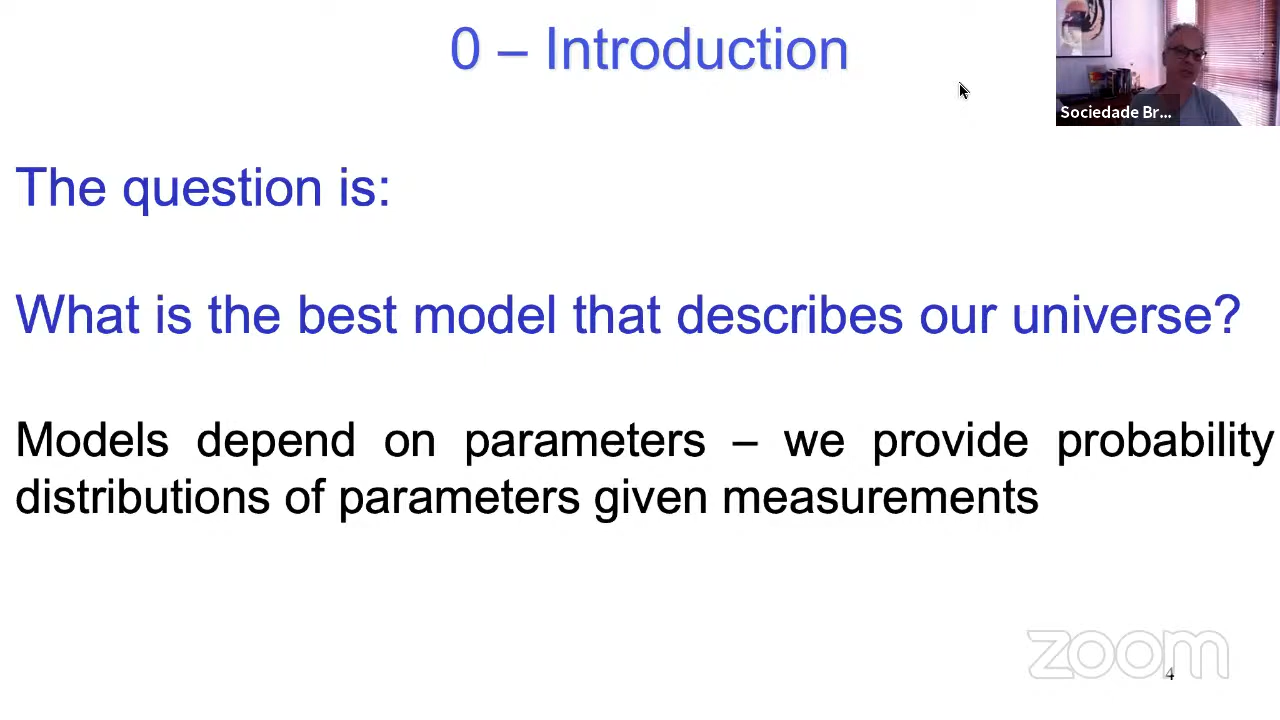 0 – Introduction
Sociedade Br...
The question is:
What is the best model that describes our universe?
Models depend on parameters – we provide probability
distributions of parameters given measurements
zoom
4